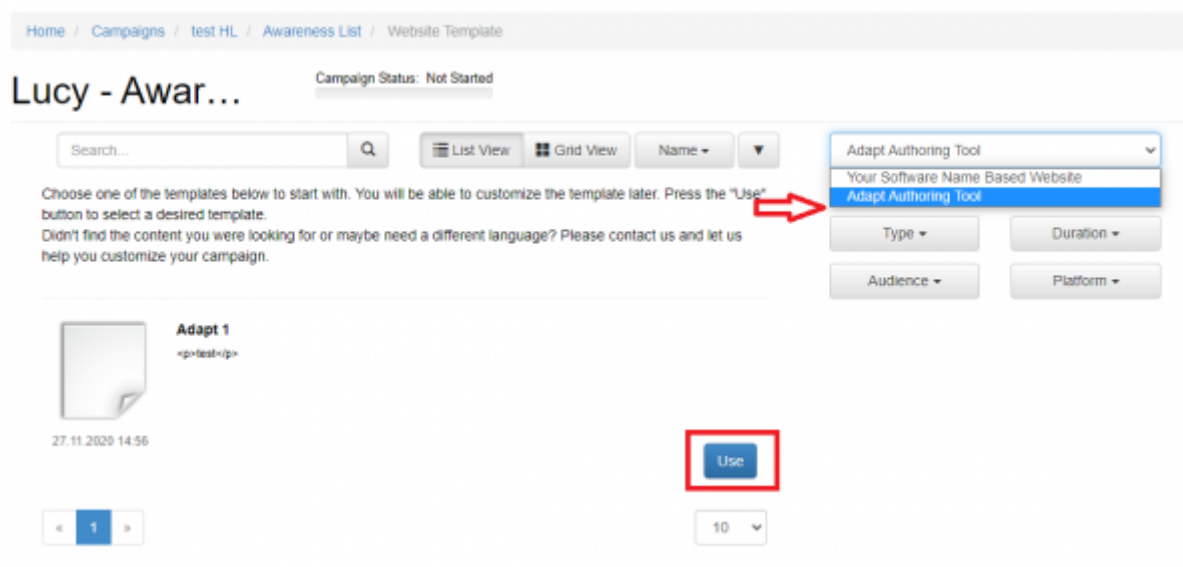 Home / Campaigns / test HL / Awareness List / Website Template
Lucy - Awar...
Campaign Status: Not Started
Search...
List View
Grid View
Name
Adapt Authoring Tool
Your Software Name Based Website
Adapt Authoring Tool
Choose one of the templates below to start with. You will be able to customize the template later. Press the "Use"
button to select a desired template.
Didn't find the content you were looking for or maybe need a different language? Please contact us and let us
help you customize your campaign.
Type
Duration
Audience
Platform
Adapt 1
<p>test</p>
27.11.2020 14:56
Use
« 1 »
10